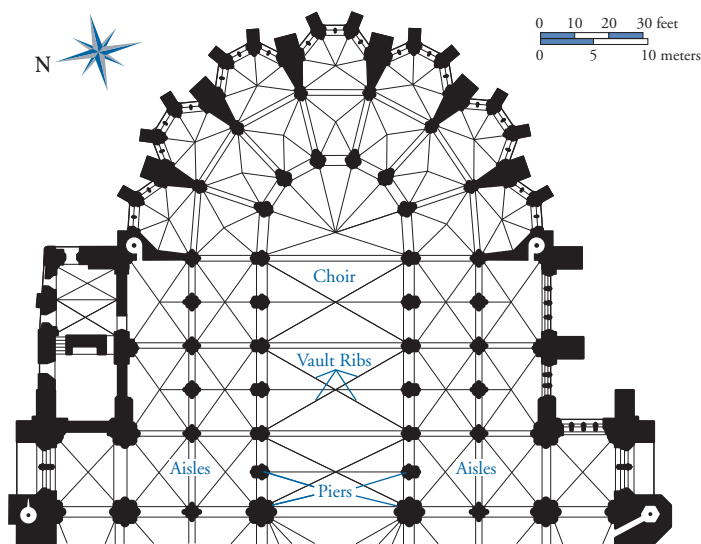 N
0 10 20 30 feet
0 5 10 meters
Choir
Vault Ribs
Aisles
Aisles
Piers